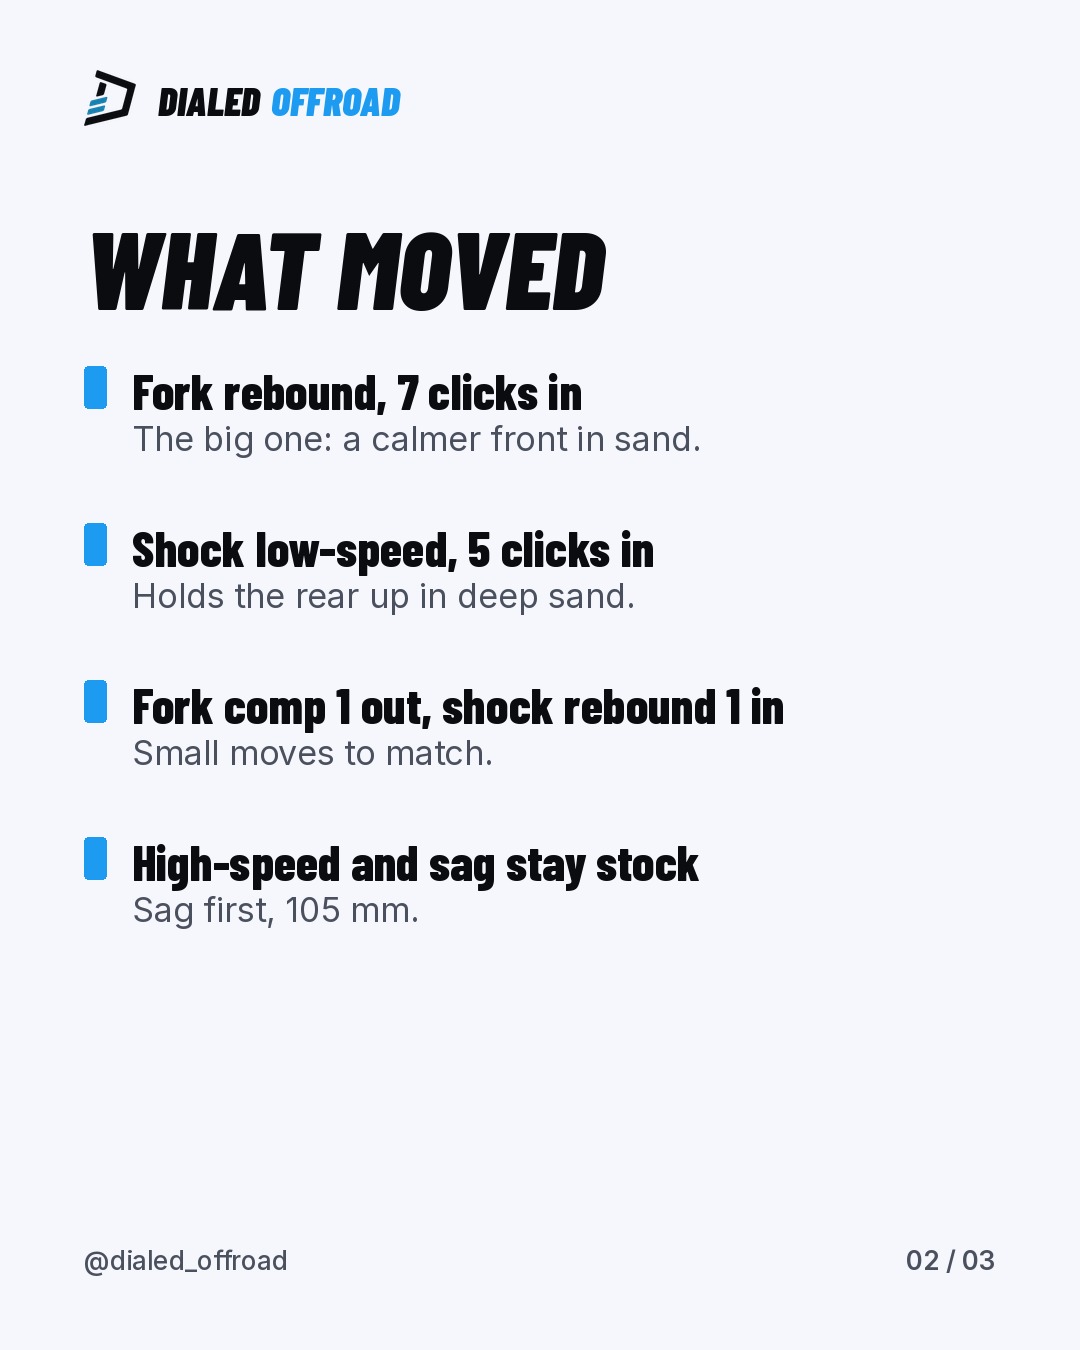 DIALED OFFROAD
WHAT MOVED
Fork rebound, 7 clicks in
The big one: a calmer front in sand.
Shock low-speed, 5 clicks in
Holds the rear up in deep sand.
Fork comp 1 out, shock rebound 1 in
Small moves to match.
High-speed and sag stay stock
Sag first, 105 mm.
@dialed_offroad
02 / 03